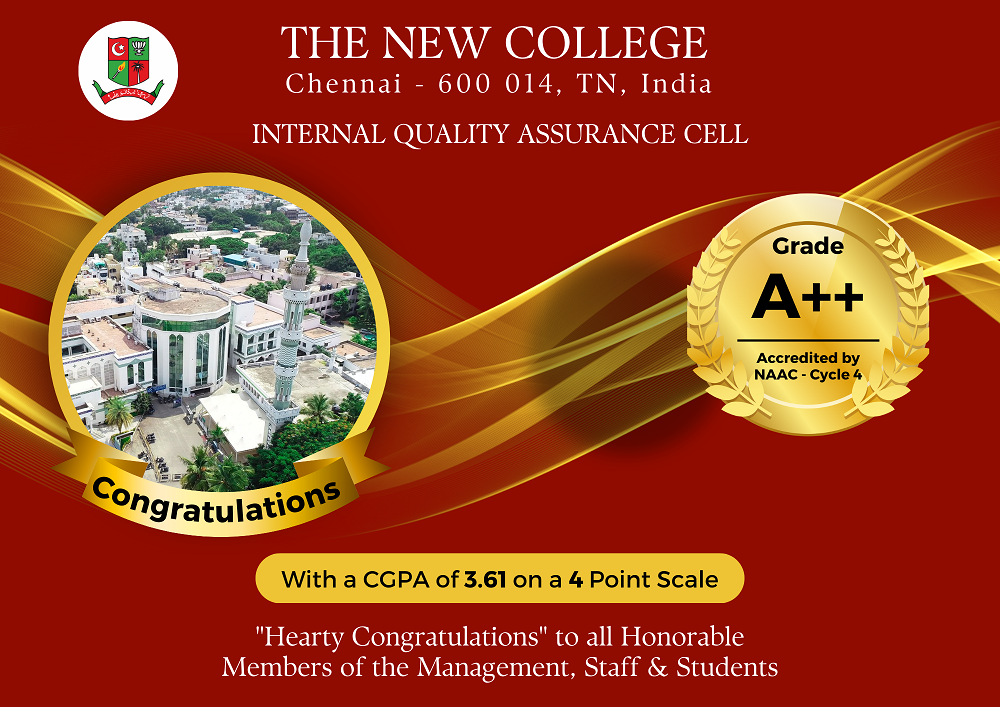 THE NEW COLLEGE
Chennai - 600 014, TN, India
INTERNAL QUALITY ASSURANCE CELL
Grade
A++
Accredited by
NAAC - Cycle 4
Congratulations
With a CGPA of 3.61 on a 4 Point Scale
"Hearty Congratulations" to all Honorable
Members of the Management, Staff & Students